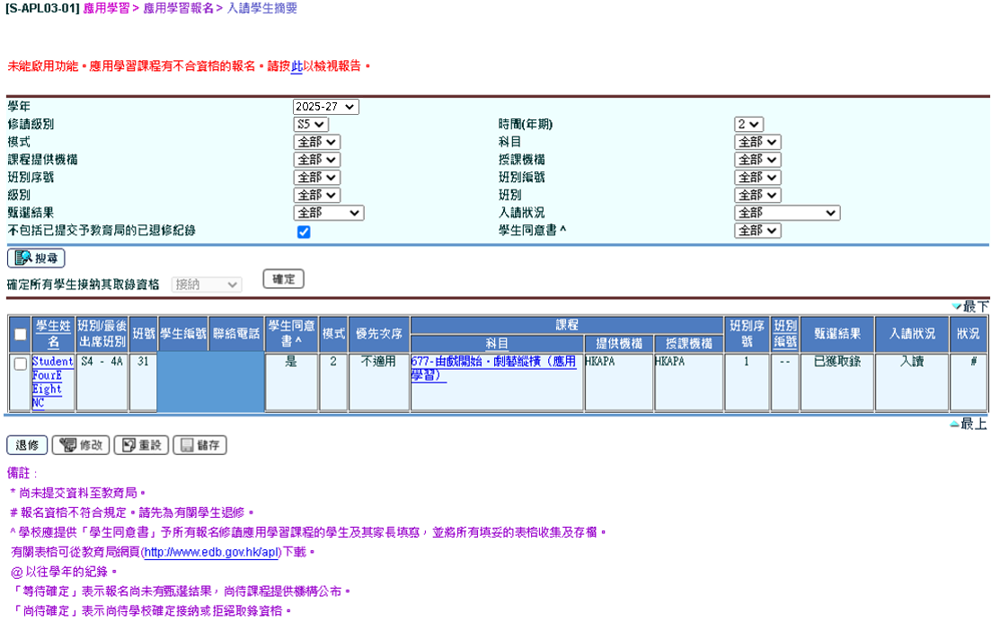 [S-APL03-01] 應用學習 > 應用學習報名 > 入讀學生摘要
未能啟用功能。應用學習課程有不合資格的報名。請按此以檢視報告。
學年 2025-27
修讀級別 S5 時間(年期) 2
模式 全部 科目 全部
課程提供機構 全部 授課機構 全部
班別序號 全部 班別編號 全部
級別 全部 班別 全部
甄選結果 全部 入讀狀況 全部
不包括已提交予教育局的已退修紀錄 學生同意書 ^ 全部
搜尋
確定所有學生接納其取錄資格 接納 確定
最下
學生姓名 班別/最後出席班別 班號 學生編號 聯絡電話 學生同意書 ^ 模式 優先次序 課程 班別序號 班別編號 甄選結果 入讀狀況 狀況
科目 提供機構 授課機構
Student FourE Eight NC S4 - 4A 31 是 2 不適用 677-由戲開始‧劇藝縱橫（應用學習） HKAPA HKAPA 1 -- 已獲取錄 入讀 #
最上
退修 修改 重設 儲存
備註 :
* 尚未提交資料至教育局。
# 報名資格不符合規定。請先為有關學生退修。
^ 學校應提供「學生同意書」予所有報名修讀應用學習課程的學生及其家長填寫，並將所有填妥的表格收集及存檔。
有關表格可從教育局網頁(http://www.edb.gov.hk/apl)下載。
@ 以往學年的紀錄。
「等待確定」表示報名尚未有甄選結果，尚待課程提供機構公布。
「尚待確定」表示尚待學校確定接納或拒絕取錄資格。